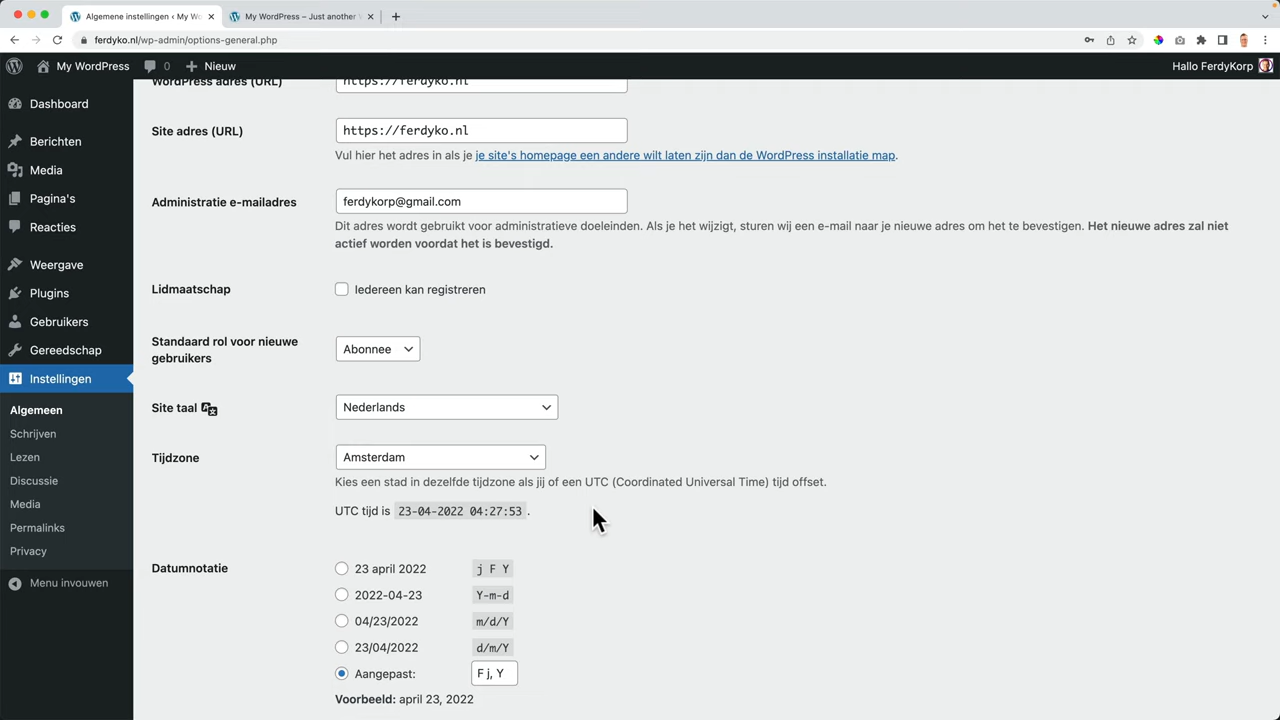 Algemene instellingen ‹ My Wo
My WordPress – Just another W
ferdyko.nl/wp-admin/options-general.php
My WordPress
0
Nieuw
Hallo FerdyKorp
Dashboard
Berichten
Media
Pagina's
Reacties
Weergave
Plugins
Gebruikers
Gereedschap
Instellingen
Algemeen
Schrijven
Lezen
Discussie
Media
Permalinks
Privacy
Menu invouwen
WordPress adres (URL)
https://ferdyko.nl
Site adres (URL)
https://ferdyko.nl
Vul hier het adres in als je je site's homepage een andere wilt laten zijn dan de WordPress installatie map.
Administratie e-mailadres
ferdykorp@gmail.com
Dit adres wordt gebruikt voor administratieve doeleinden. Als je het wijzigt, sturen wij een e-mail naar je nieuwe adres om het te bevestigen. Het nieuwe adres zal niet
actief worden voordat het is bevestigd.
Lidmaatschap
Iedereen kan registreren
Standaard rol voor nieuwe
gebruikers
Abonnee
Site taal
Nederlands
Tijdzone
Amsterdam
Kies een stad in dezelfde tijdzone als jij of een UTC (Coordinated Universal Time) tijd offset.
UTC tijd is 23-04-2022 04:27:53 .
Datumnotatie
23 april 2022 j F Y
2022-04-23 Y-m-d
04/23/2022 m/d/Y
23/04/2022 d/m/Y
Aangepast: F j, Y
Voorbeeld: april 23, 2022